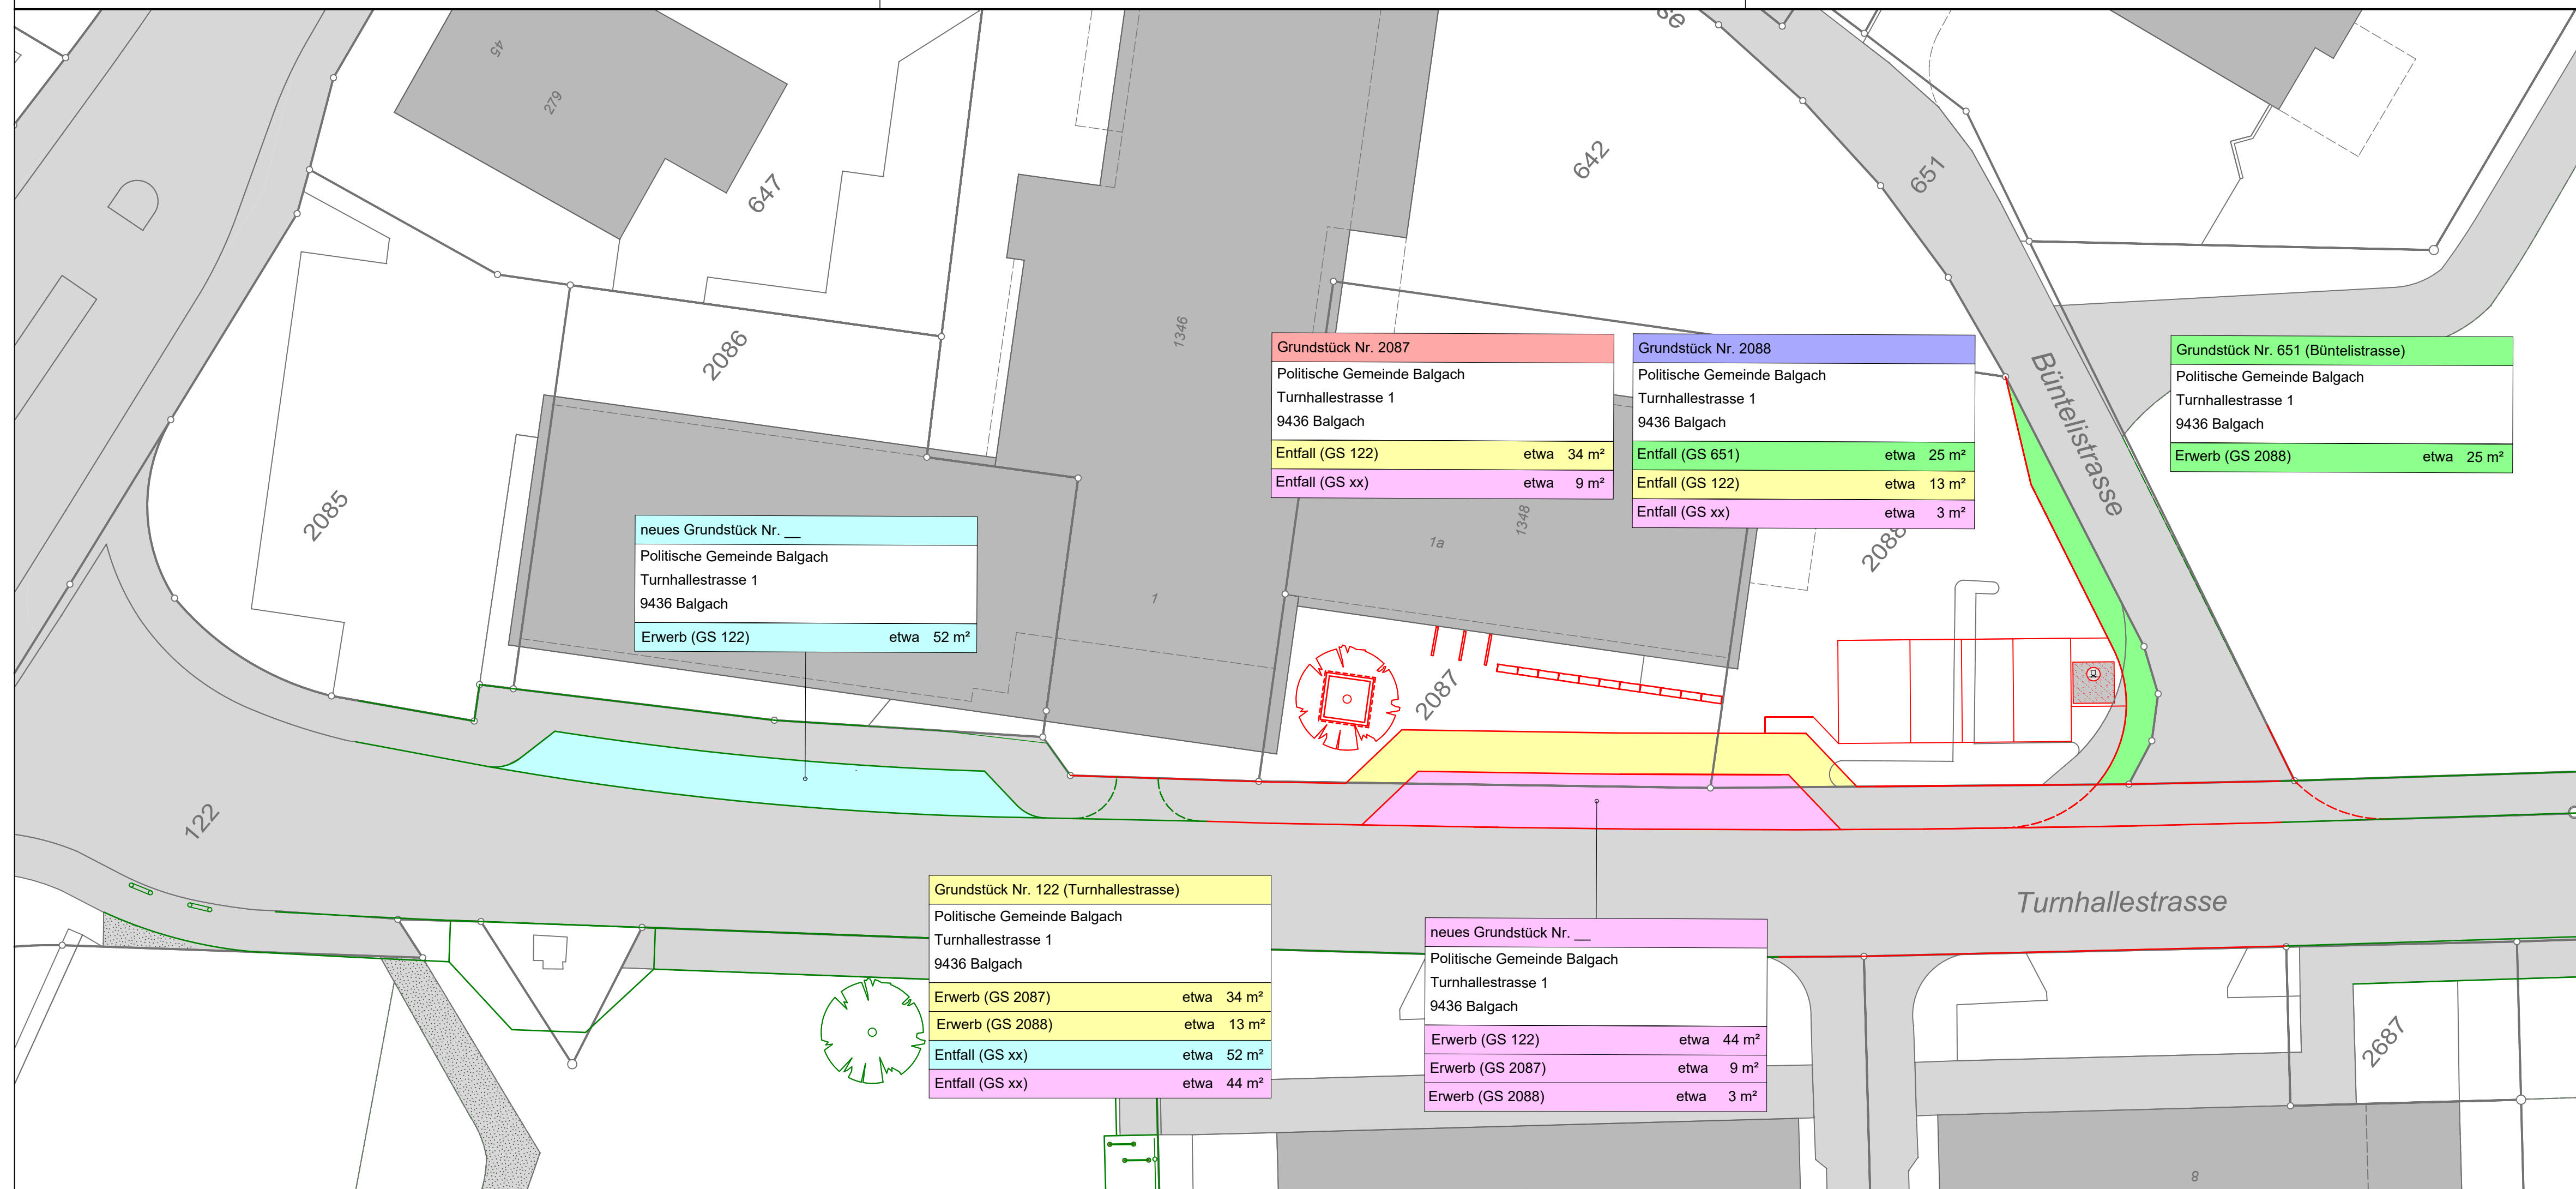 45
279
647
642
651
1346
2086
Büntelistrasse
Grundstück Nr. 2087
Politische Gemeinde Balgach
Turnhallestrasse 1
9436 Balgach
Entfall (GS 122) etwa 34 m²
Entfall (GS xx) etwa 9 m²
Grundstück Nr. 2088
Politische Gemeinde Balgach
Turnhallestrasse 1
9436 Balgach
Entfall (GS 651) etwa 25 m²
Entfall (GS 122) etwa 13 m²
Entfall (GS xx) etwa 3 m²
Grundstück Nr. 651 (Büntelistrasse)
Politische Gemeinde Balgach
Turnhallestrasse 1
9436 Balgach
Erwerb (GS 2088) etwa 25 m²
2085
neues Grundstück Nr. __
Politische Gemeinde Balgach
Turnhallestrasse 1
9436 Balgach
Erwerb (GS 122) etwa 52 m²
1
1a
1348
2088
2087
122
Turnhallestrasse
Grundstück Nr. 122 (Turnhallestrasse)
Politische Gemeinde Balgach
Turnhallestrasse 1
9436 Balgach
Erwerb (GS 2087) etwa 34 m²
Erwerb (GS 2088) etwa 13 m²
Entfall (GS xx) etwa 52 m²
Entfall (GS xx) etwa 44 m²
neues Grundstück Nr. __
Politische Gemeinde Balgach
Turnhallestrasse 1
9436 Balgach
Erwerb (GS 122) etwa 44 m²
Erwerb (GS 2087) etwa 9 m²
Erwerb (GS 2088) etwa 3 m²
2687
8